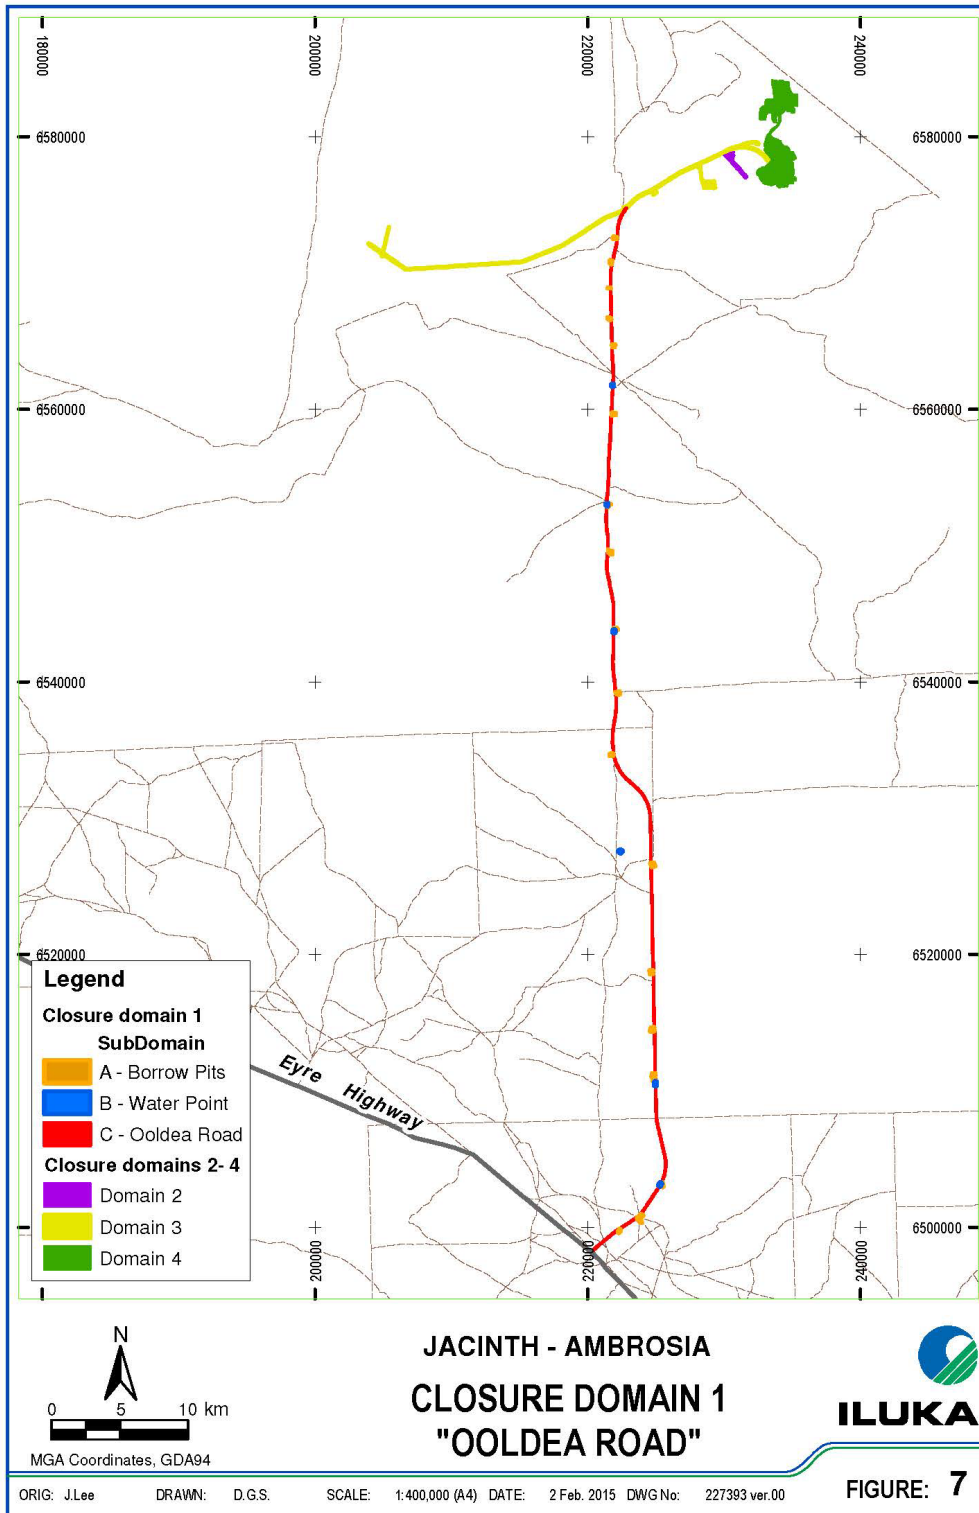 180000
200000
220000
240000
6580000
6580000
6560000
6560000
6540000
6540000
6520000
6520000
6500000
200000
220000
240000
Eyre Highway
Legend
Closure domain 1
SubDomain
A - Borrow Pits
B - Water Point
C - Ooldea Road
Closure domains 2- 4
Domain 2
Domain 3
Domain 4
N
0 5 10 km
MGA Coordinates, GDA94
JACINTH - AMBROSIA
CLOSURE DOMAIN 1
"OOLDEA ROAD"
ILUKA
ORIG: J.Lee DRAWN: D.G.S. SCALE: 1:400,000 (A4) DATE: 2 Feb. 2015 DWG No: 227393 ver.00
FIGURE: 7